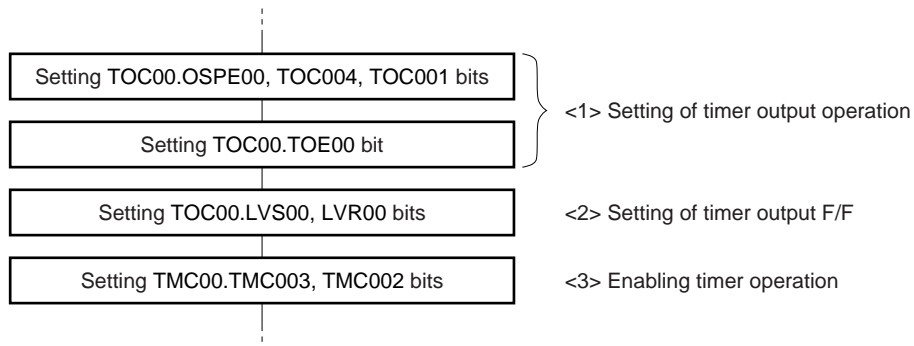 Setting TOC00.OSPE00, TOC004, TOC001 bits
<1> Setting of timer output operation
Setting TOC00.TOE00 bit
Setting TOC00.LVS00, LVR00 bits
<2> Setting of timer output F/F
Setting TMC00.TMC003, TMC002 bits
<3> Enabling timer operation